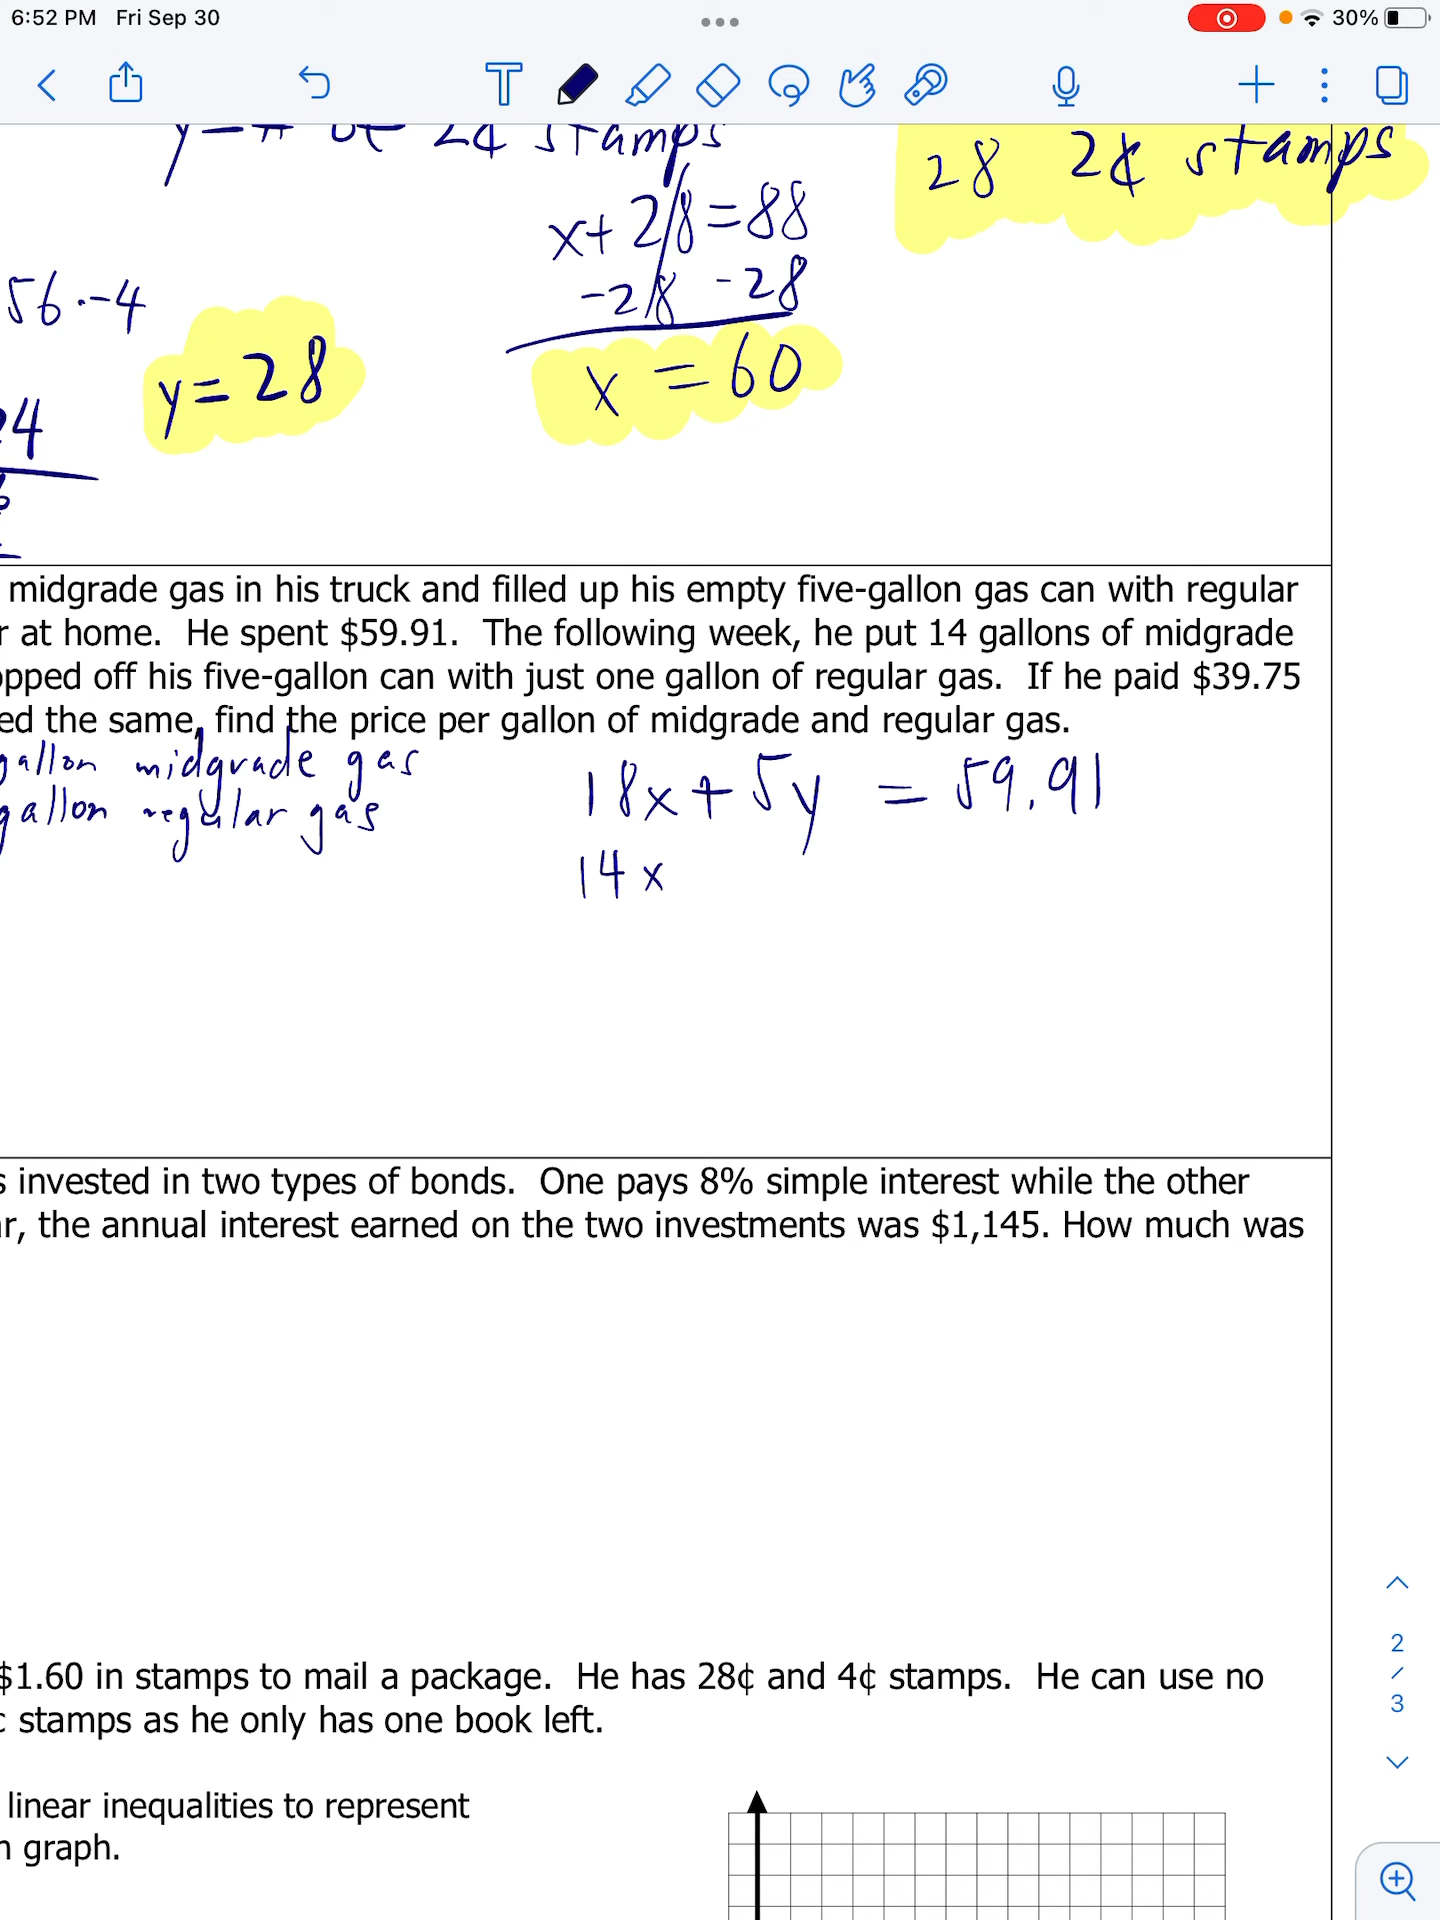 6:52 PM Fri Sep 30
30%
T
28 2¢ stamps
x+ 28=88
-28 -28
56·-4
y=28
x = 60
midgrade gas in his truck and filled up his empty five-gallon gas can with regular
at home. He spent $59.91. The following week, he put 14 gallons of midgrade
off his five-gallon can with just one gallon of regular gas. If he paid $39.75
the same, find the price per gallon of midgrade and regular gas.
gallon midgrade gas
gallon regular gas
18x+5y = 59.91
14x
invested in two types of bonds. One pays 8% simple interest while the other
the annual interest earned on the two investments was $1,145. How much was
$1.60 in stamps to mail a package. He has 28¢ and 4¢ stamps. He can use no
stamps as he only has one book left.
linear inequalities to represent
graph.
2
/
3